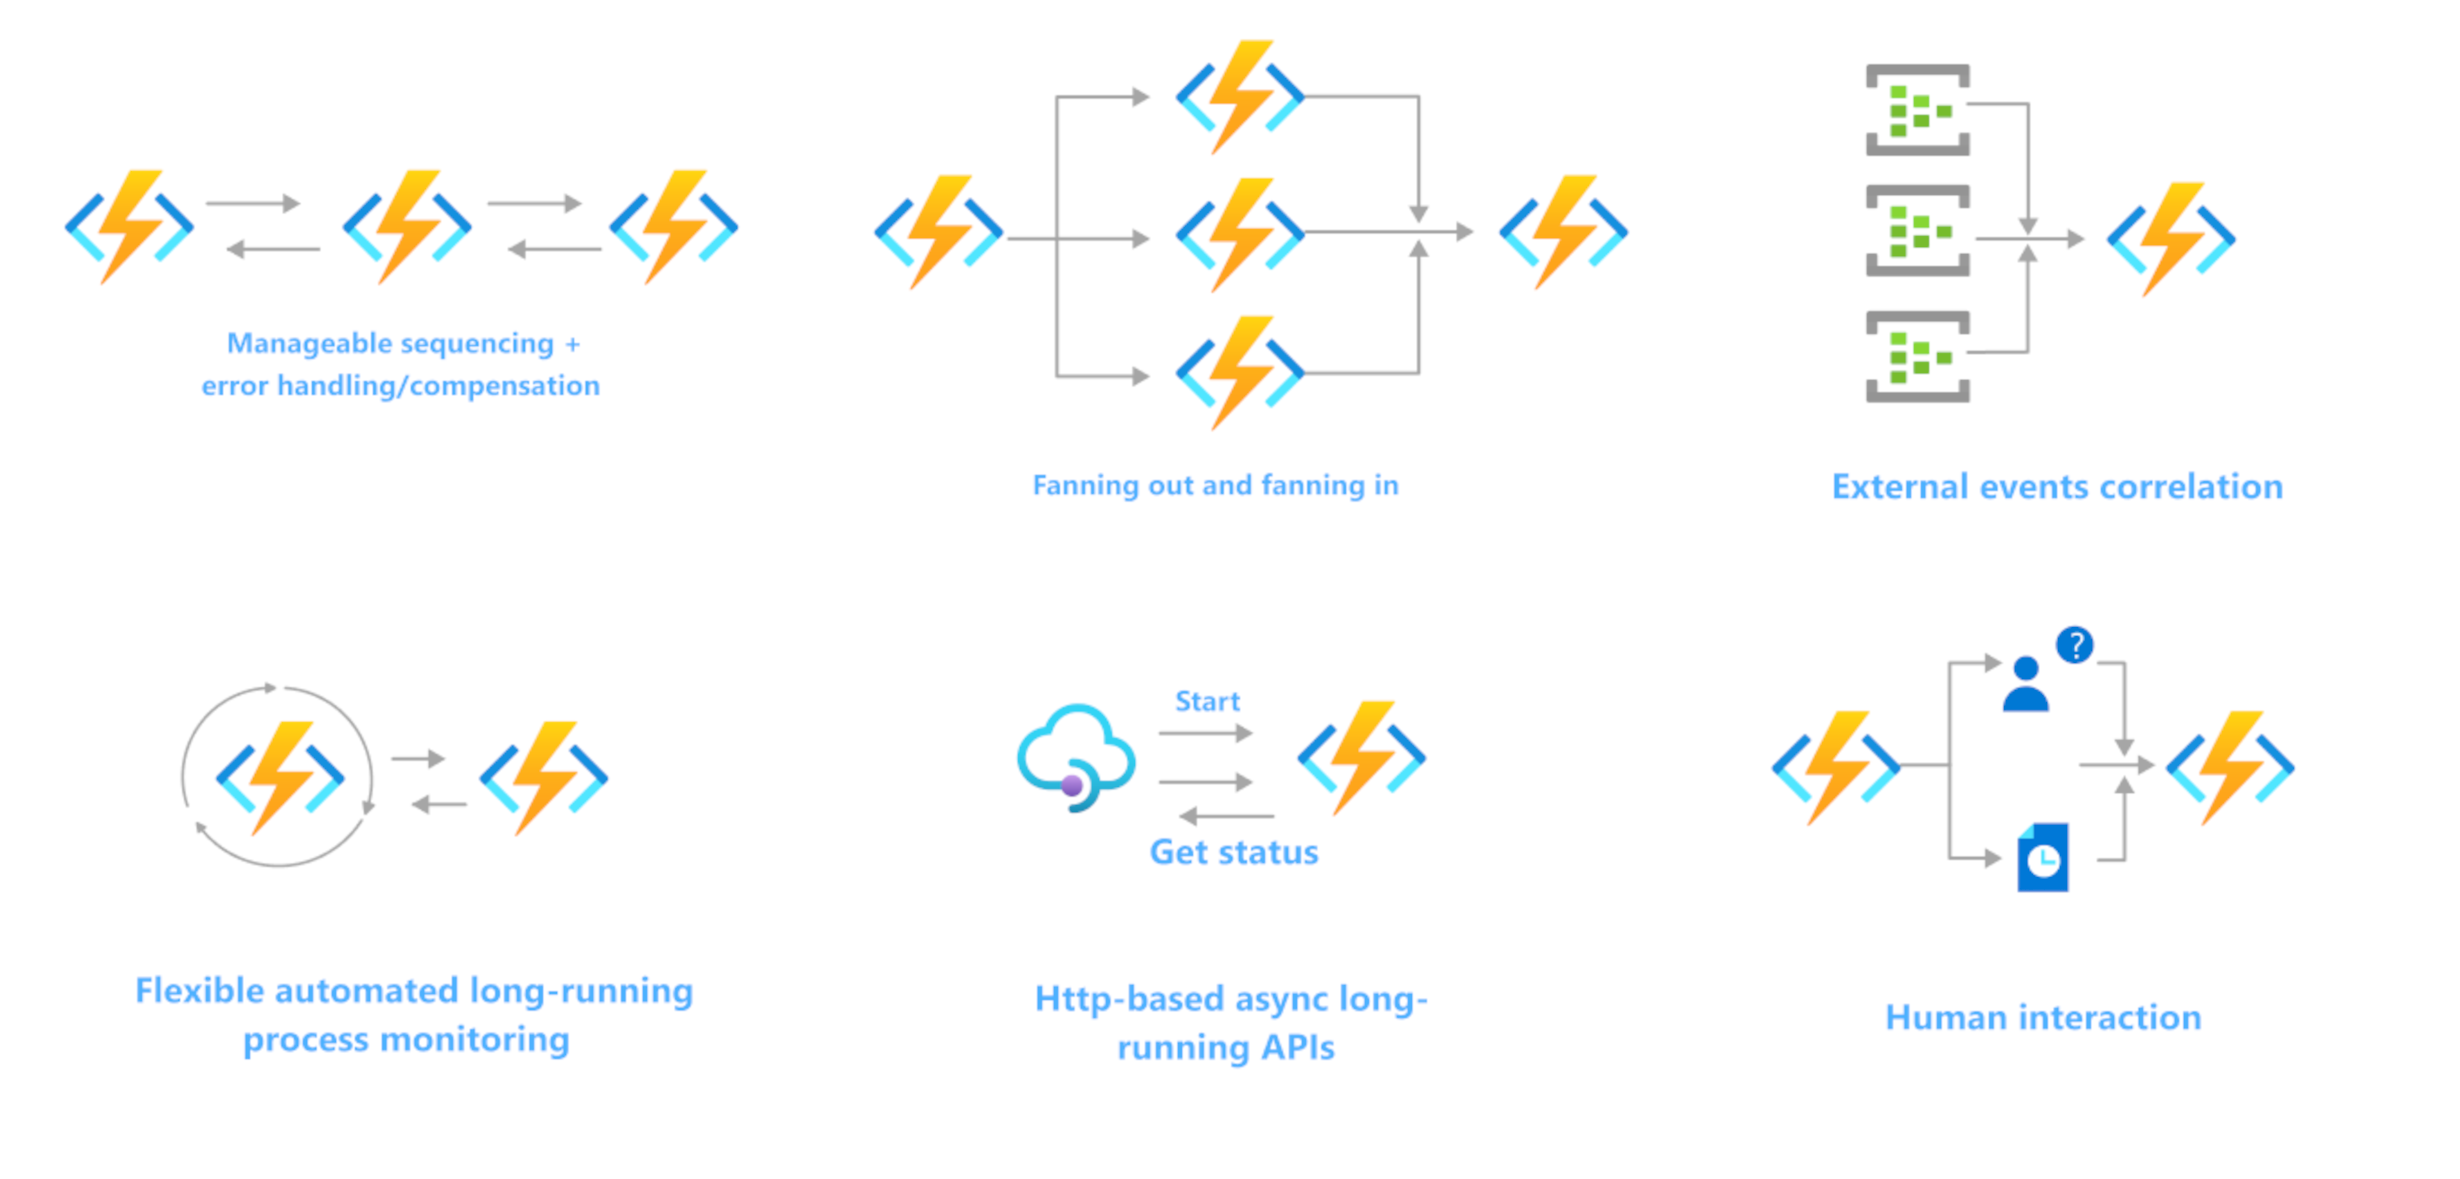 Manageable sequencing +
error handling/compensation
Fanning out and fanning in
External events correlation
Flexible automated long-running
process monitoring
Start
Get status
Http-based async long-
running APIs
?
Human interaction